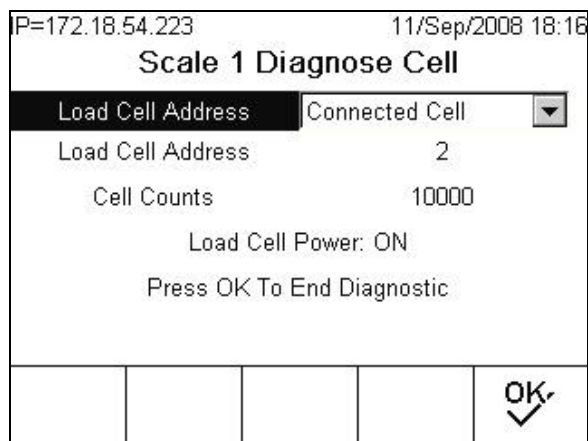 IP=172.18.54.223 11/Sep/2008 18:16
Scale 1 Diagnose Cell
Load Cell Address Connected Cell
Load Cell Address 2
Cell Counts 10000
Load Cell Power: ON
Press OK To End Diagnostic
OK